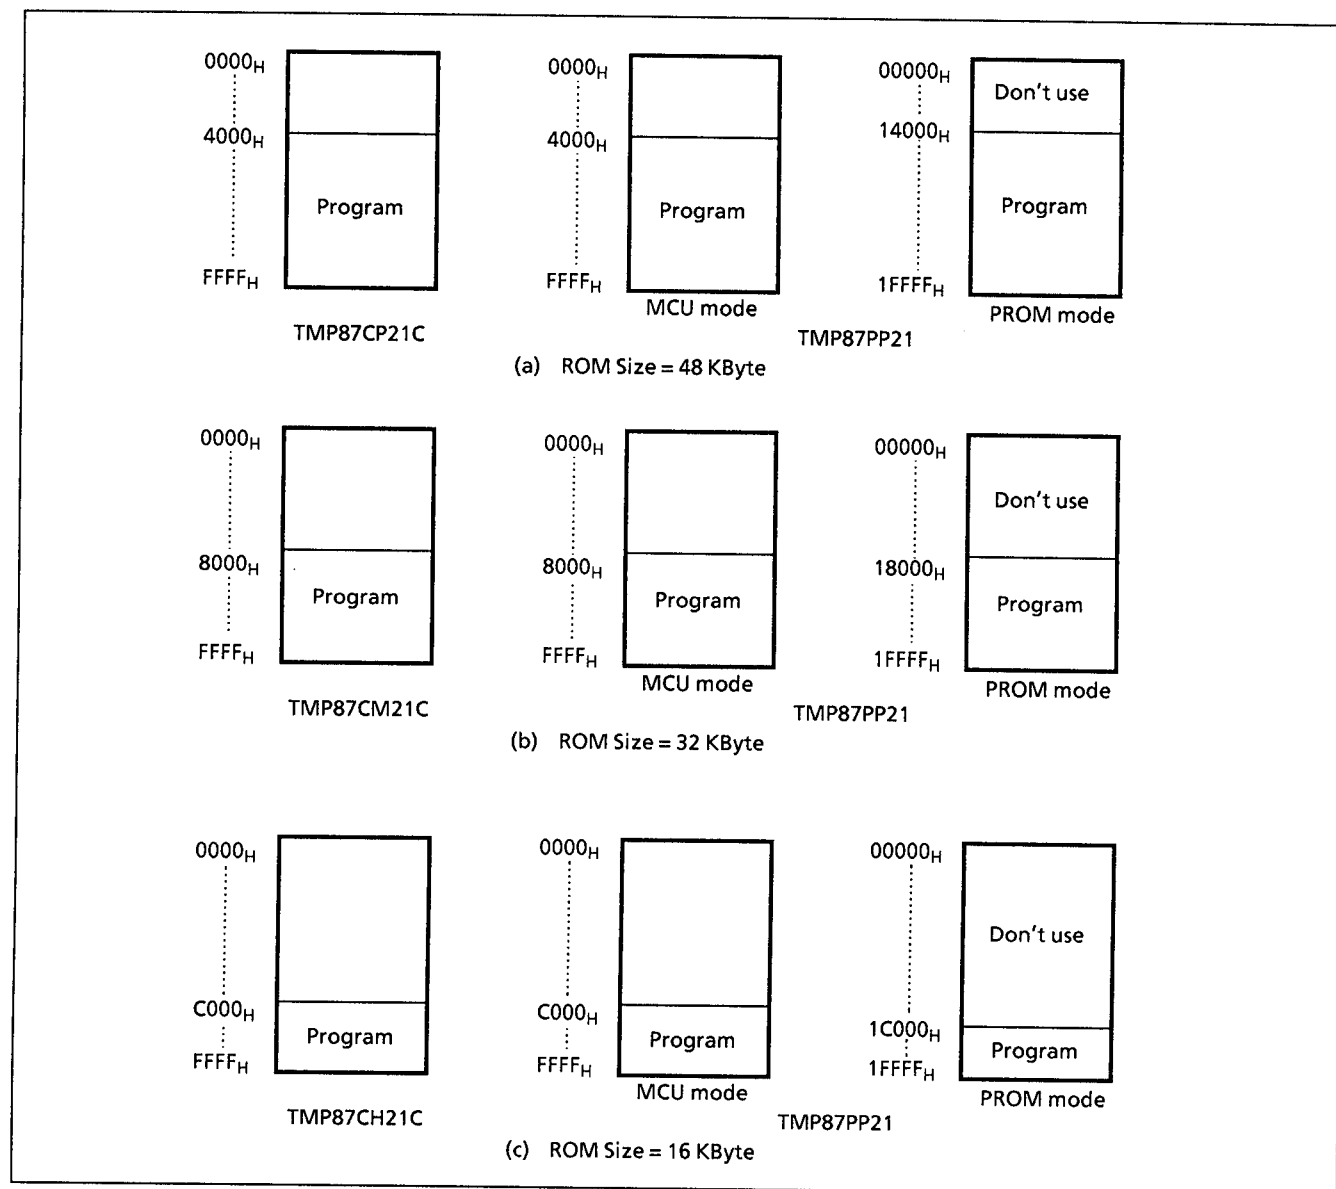 0000H
4000H
Program
FFFFH
TMP87CP21C
0000H
4000H
Program
FFFFH
MCU mode
00000H
Don't use
14000H
Program
1FFFFH
PROM mode
TMP87PP21
(a) ROM Size = 48 KByte
0000H
8000H
Program
FFFFH
TMP87CM21C
0000H
8000H
Program
FFFFH
MCU mode
00000H
Don't use
18000H
Program
1FFFFH
PROM mode
TMP87PP21
(b) ROM Size = 32 KByte
0000H
C000H
Program
FFFFH
TMP87CH21C
0000H
C000H
Program
FFFFH
MCU mode
00000H
Don't use
1C000H
Program
1FFFFH
PROM mode
TMP87PP21
(c) ROM Size = 16 KByte